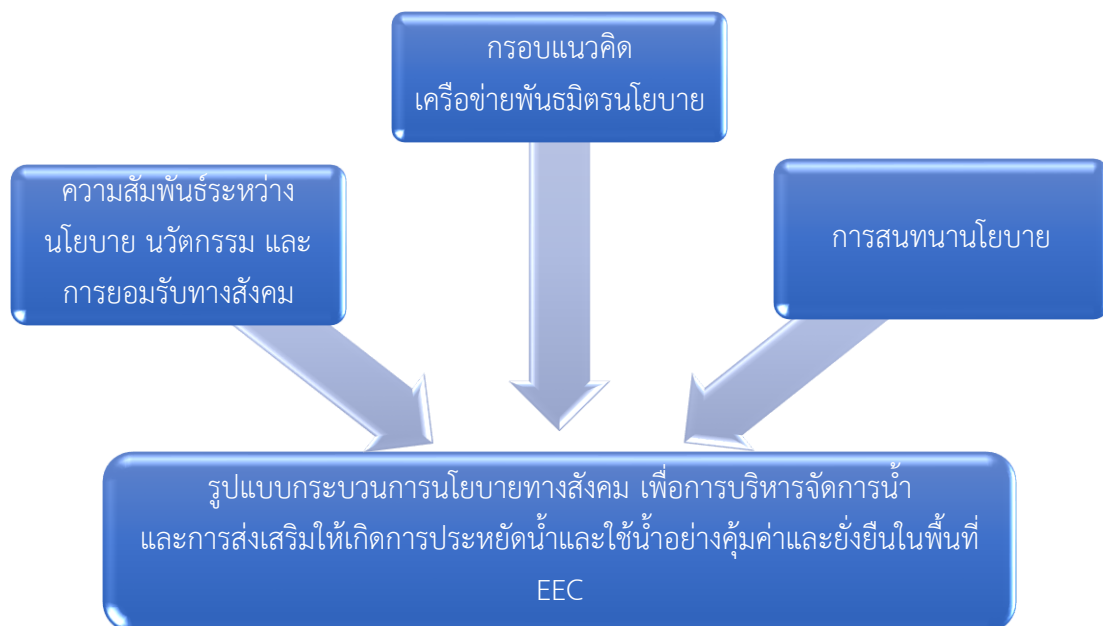 กรอบแนวคิด
เครือข่ายพันธมิตรนโยบาย
ความสัมพันธ์ระหว่าง
นโยบาย นวัตกรรม และ
การยอมรับทางสังคม
การสนทนานโยบาย
รูปแบบกระบวนการนโยบายทางสังคม เพื่อการบริหารจัดการน้ำ
และการส่งเสริมให้เกิดการประหยัดน้ำและใช้น้ำอย่างคุ้มค่าและยั่งยืนในพื้นที่
EEC